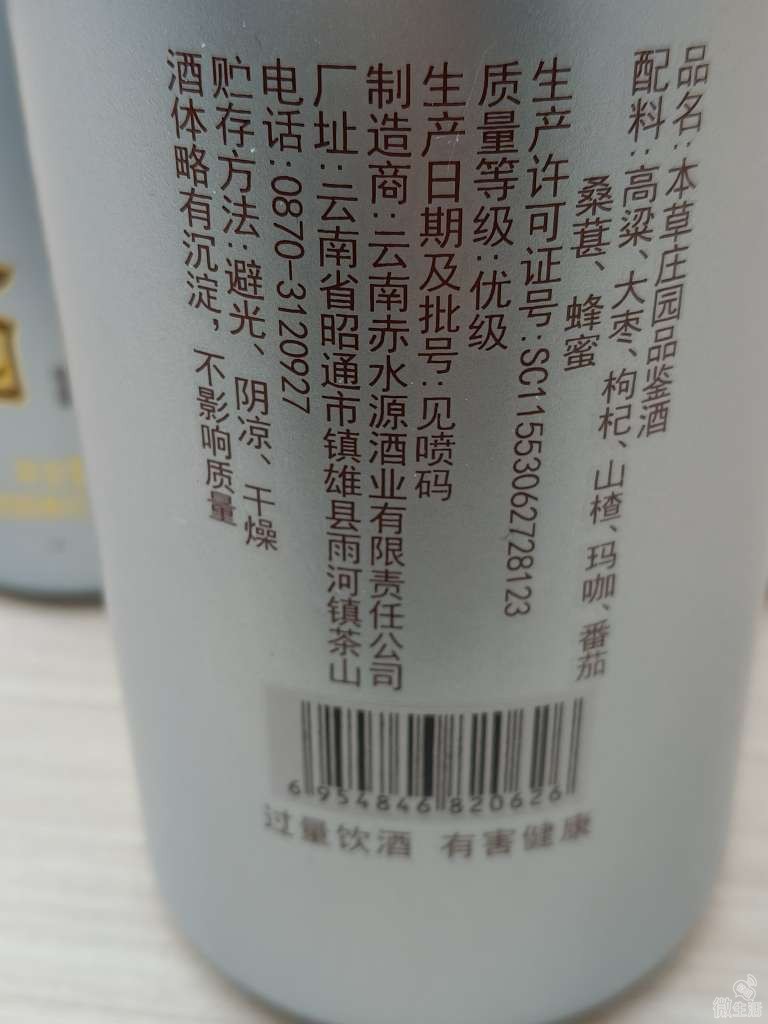 品名:本草庄园品鉴酒
配料:高粱、大枣、枸杞、山楂、玛咖、番茄
桑葚、蜂蜜
生产许可证号:SC11553062728123
质量等级:优级
生产日期及批号:见喷码
制造商:云南赤水源酒业有限责任公司
厂址:云南省昭通市镇雄县雨河镇茶山
电话:0870-3120927
贮存方法:避光、阴凉、干燥
酒体略有沉淀,不影响质量
6 954846 820626
过量饮酒 有害健康
微生活